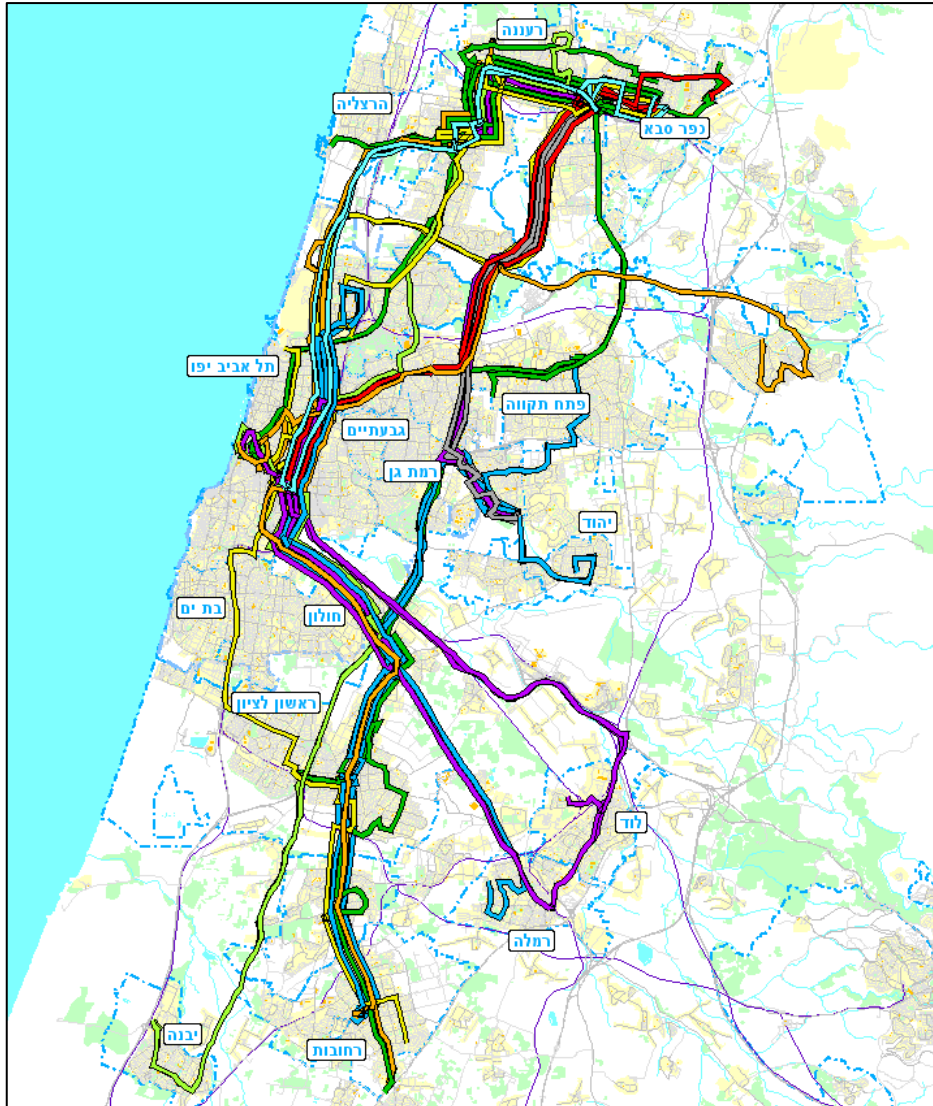 רעננה
הרצליה
כפר סבא
תל אביב יפו
פתח תקווה
גבעתיים
רמת גן
יהוד
בת ים
חולון
ראשון לציון
לוד
רמלה
יבנה
רחובות